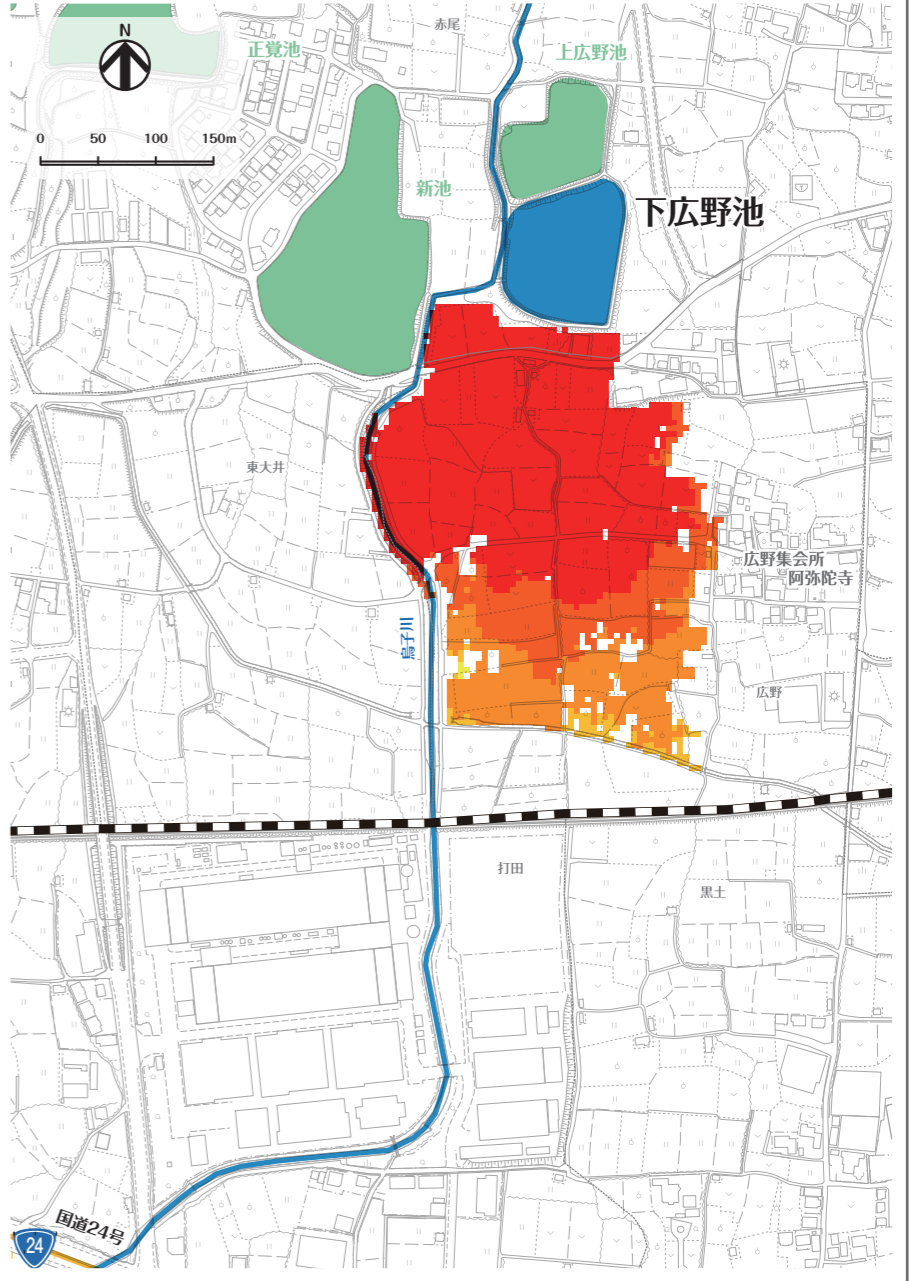 赤尾
N
正覚池
上広野池
0 50 100 150m
新池
下広野池
東大井
広野集会所
阿弥陀寺
烏子川
広野
打田
黒土
国道24号
24